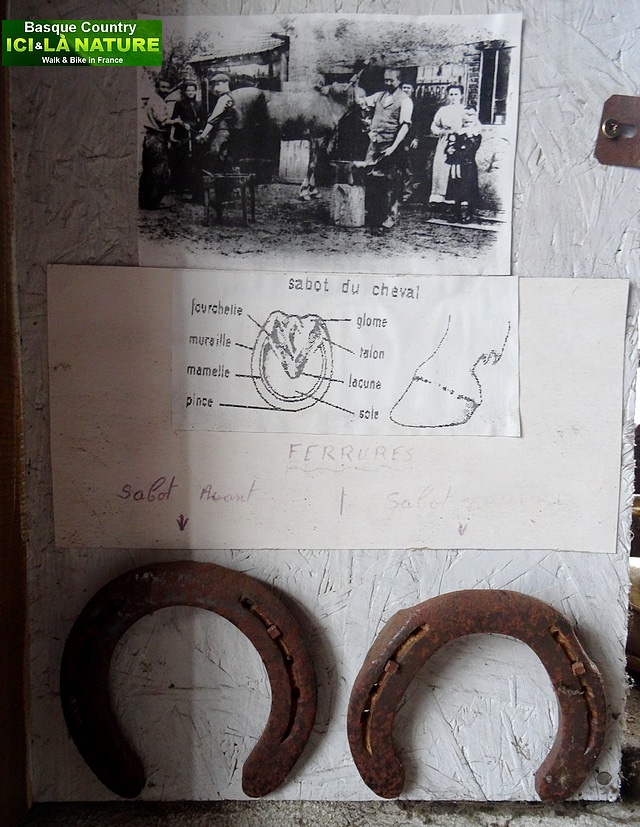 Basque Country
ICI&LÀ NATURE
Walk & Bike in France
sabot du cheval
fourchette
glome
muraille
talon
mamelle
lacune
pince
sole
FERRURES
Sabot Avant | Sabot